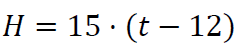 H = 15 · (t − 12)